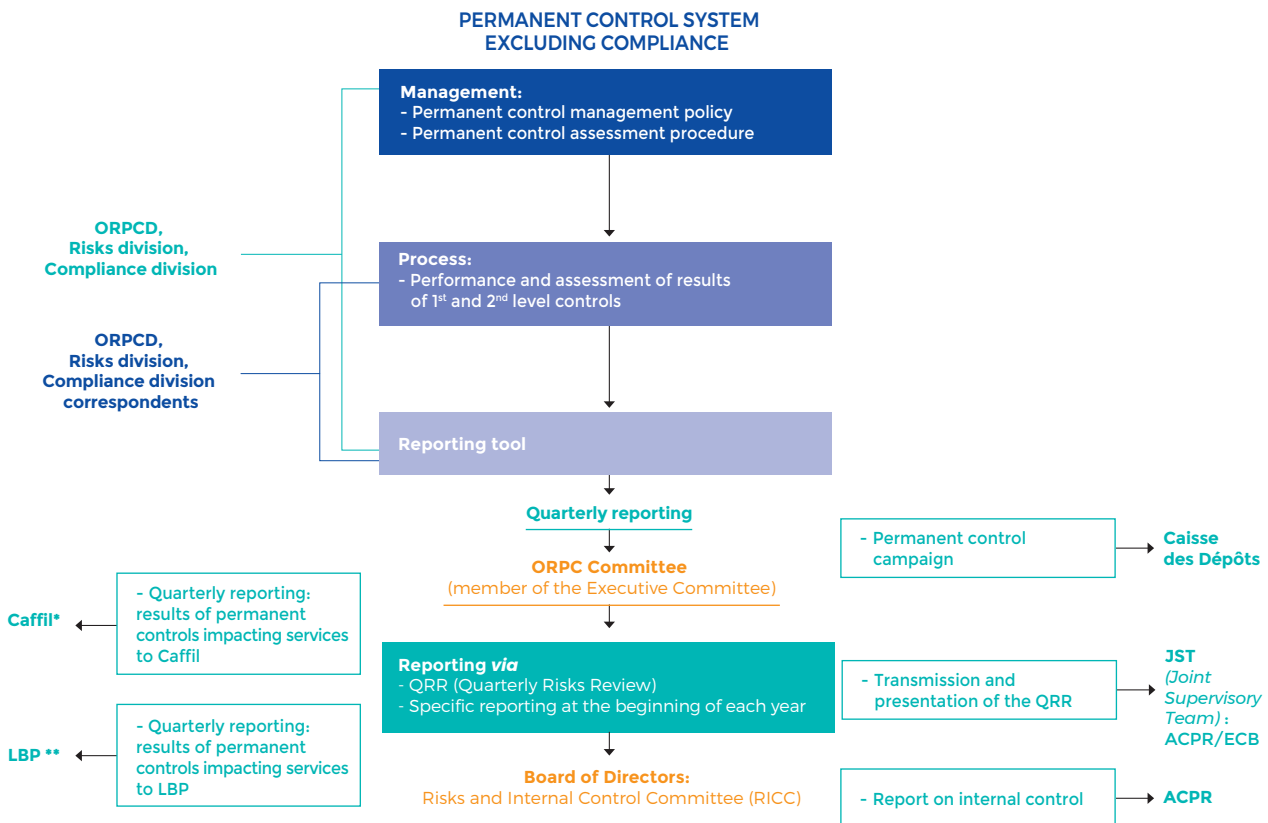 PERMANENT CONTROL SYSTEM
EXCLUDING COMPLIANCE
Management:
- Permanent control management policy
- Permanent control assessment procedure
ORPCD,
Risks division,
Compliance division
Process:
- Performance and assessment of results
of 1st and 2nd level controls
ORPCD,
Risks division,
Compliance division
correspondents
Reporting tool
Quarterly reporting
ORPC Committee
(member of the Executive Committee)
- Permanent control
campaign
Caisse
des Dépôts
Caffil*
- Quarterly reporting:
results of permanent
controls impacting services
to Caffil
Reporting via
- QRR (Quarterly Risks Review)
- Specific reporting at the beginning of each year
- Transmission and
presentation of the QRR
JST
(Joint
Supervisory
Team) :
ACPR/ECB
LBP **
- Quarterly reporting:
results of permanent
controls impacting services
to LBP
Board of Directors:
Risks and Internal Control Committee (RICC)
- Report on internal control
ACPR